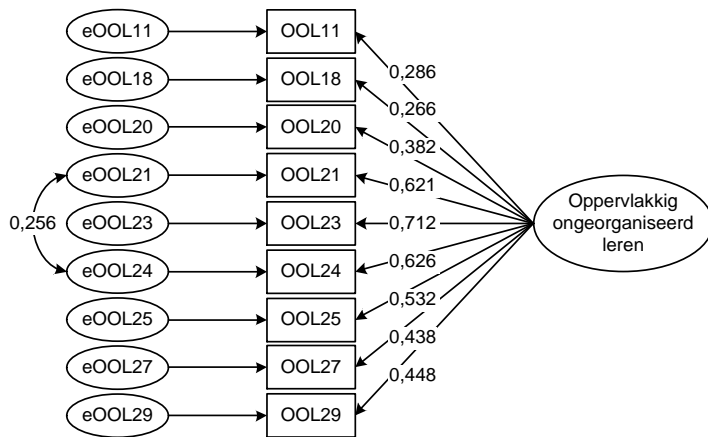 eOOL11
OOL11
0,286
eOOL18
OOL18
0,266
eOOL20
OOL20
0,382
eOOL21
OOL21
0,621
0,256
eOOL23
OOL23
0,712
Oppervlakkig
ongeorganiseerd
leren
eOOL24
OOL24
0,626
eOOL25
OOL25
0,532
eOOL27
OOL27
0,438
eOOL29
OOL29
0,448